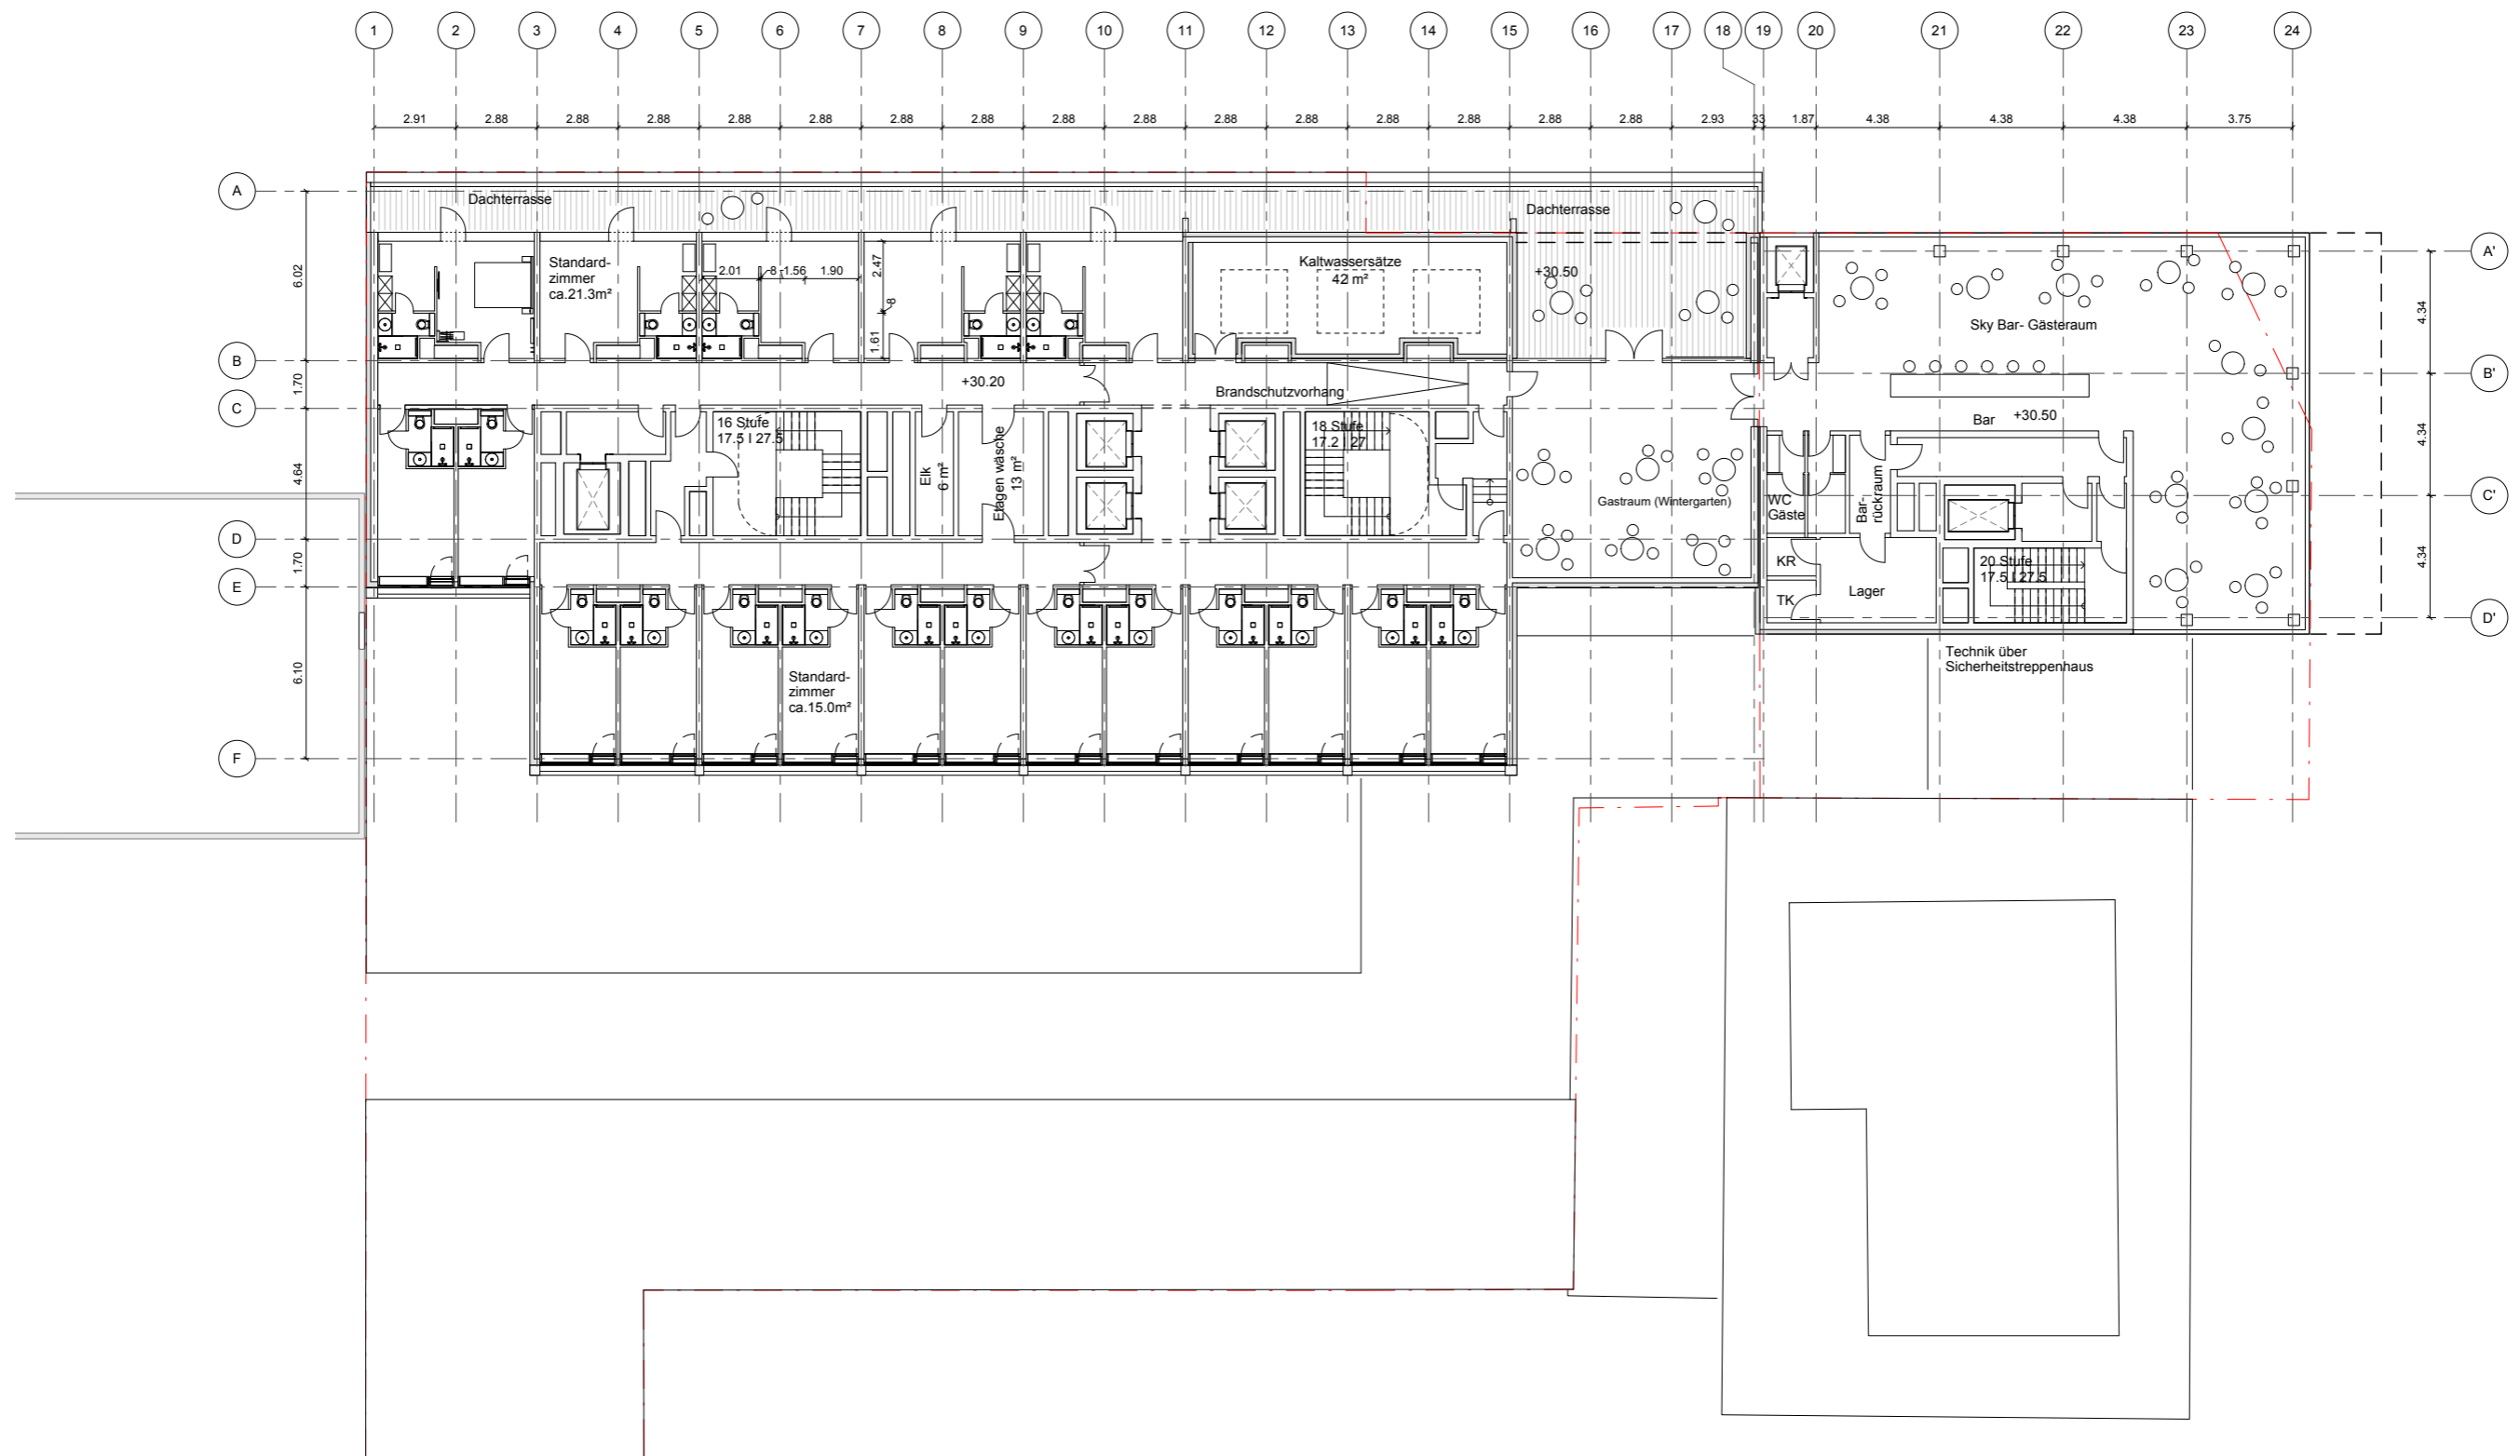 1 2 3 4 5 6 7 8 9 10 11 12 13 14 15 16 17 18 19 20 21 22 23 24
2.91 2.88 2.88 2.88 2.88 2.88 2.88 2.88 2.88 2.88 2.88 2.88 2.88 2.88 2.88 2.88 2.93 33 1.87 4.38 4.38 4.38 3.75
A
Dachterrasse
Dachterrasse
A'
6.02
Standard-
zimmer
ca.21.3m²
2.01 8 1.56 1.90
2.47
8
1.61
Kaltwassersätze
42 m²
+30.50
Sky Bar- Gästeraum
4.34
B
B'
1.70
+30.20
Brandschutzvorhang
C
16 Stufe
17.5 I 27.5
18 Stufe
17.2 I 27
Bar
+30.50
4.34
4.64
Elk
6 m²
Etagen wäsche
13 m²
Gastraum (Wintergarten)
WC
Gäste
Bar-
rückraum
C'
D
1.70
KR
20 Stufe
17.5 I 27.5
4.34
E
TK
Lager
D'
6.10
Standard-
zimmer
ca.15.0m²
Technik über
Sicherheitstreppenhaus
F